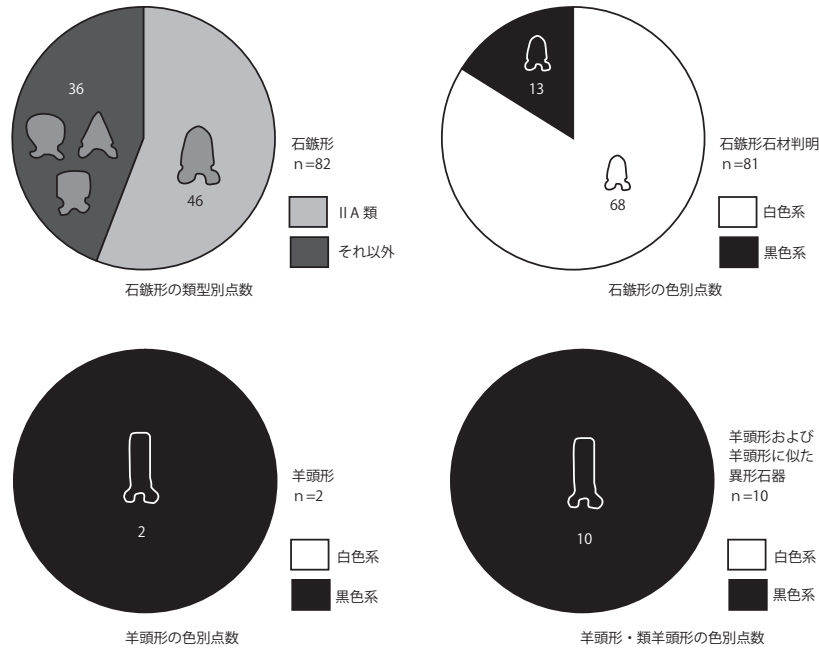 36
46
石鏃形
n=82
ⅡA類
それ以外
石鏃形の類型別点数
13
68
石鏃形石材判明
n=81
白色系
黒色系
石鏃形の色別点数
2
羊頭形
n=2
白色系
黒色系
羊頭形の色別点数
10
羊頭形および
羊頭形に似た
異形石器
n=10
白色系
黒色系
羊頭形・類羊頭形の色別点数